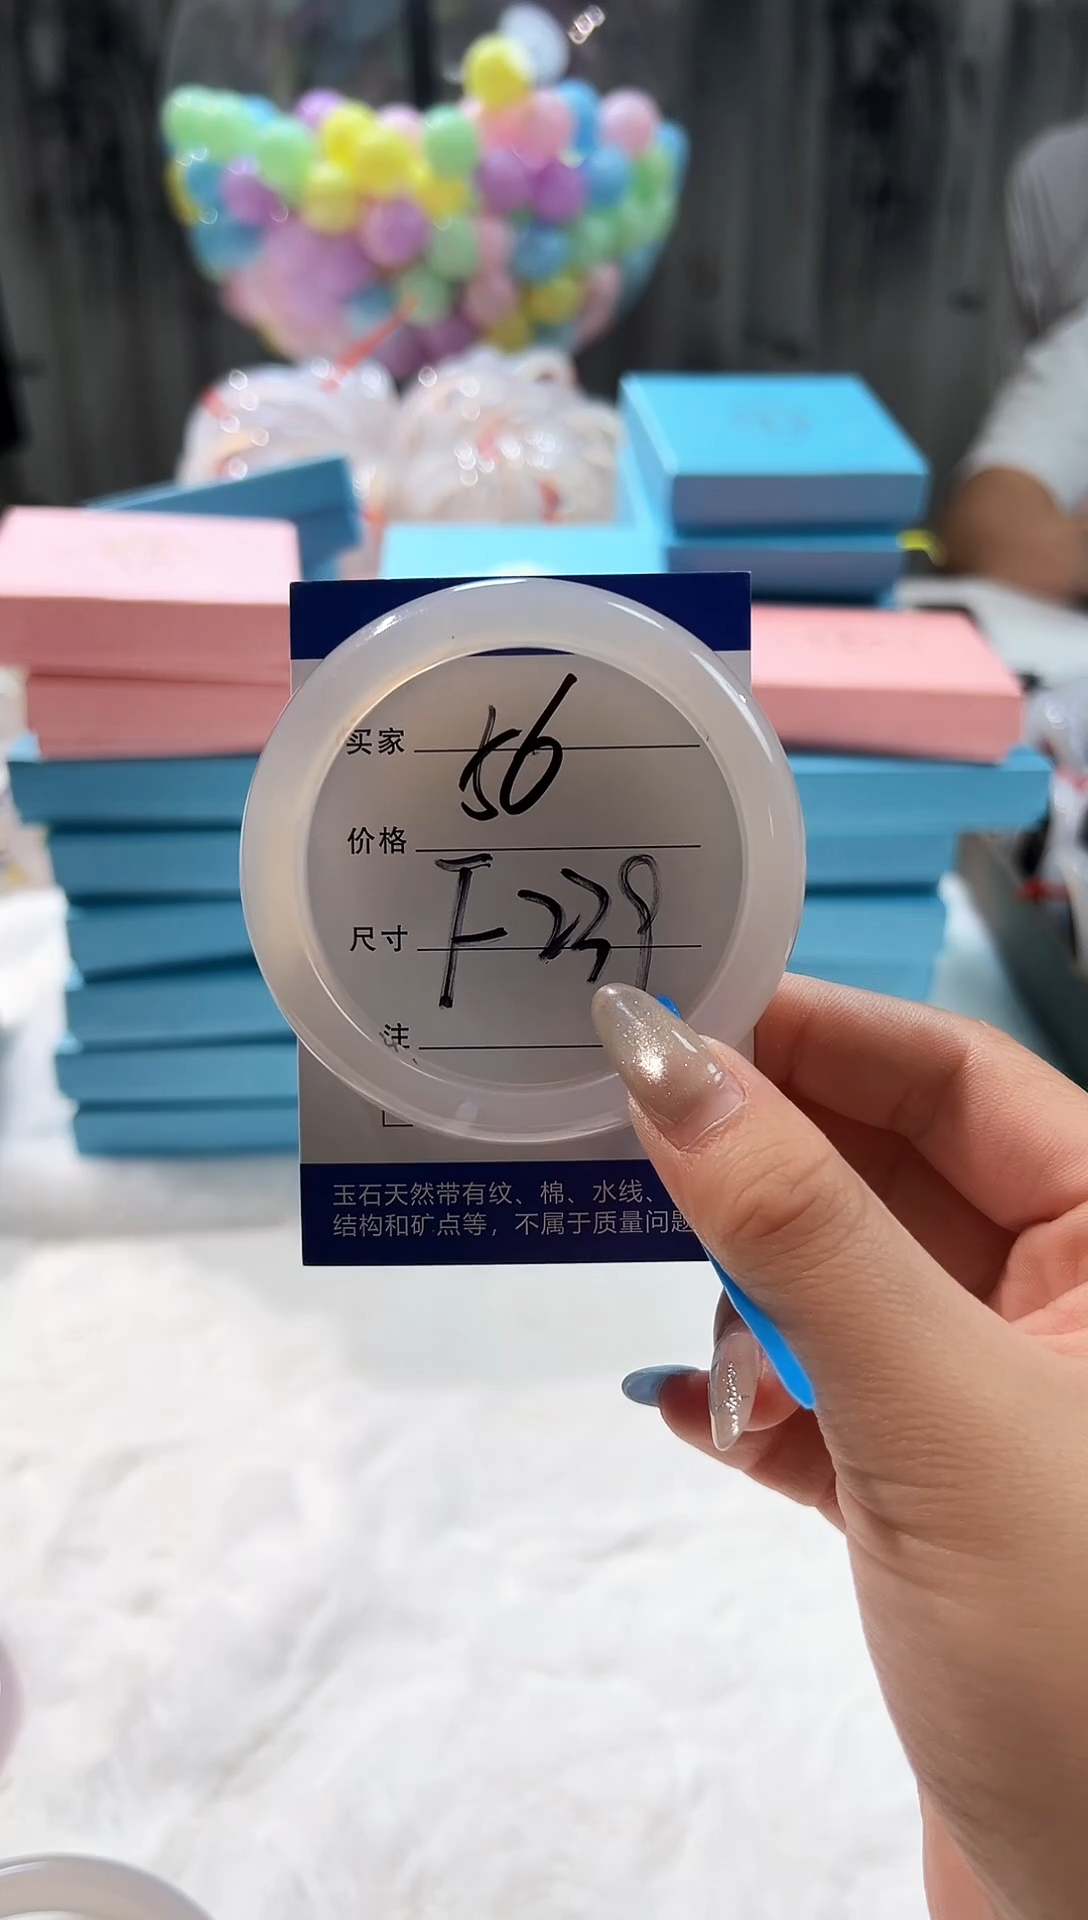 买家 56
价格
尺寸 F-239
注
玉石天然带有纹、棉、水线、
结构和矿点等，不属于质量问题